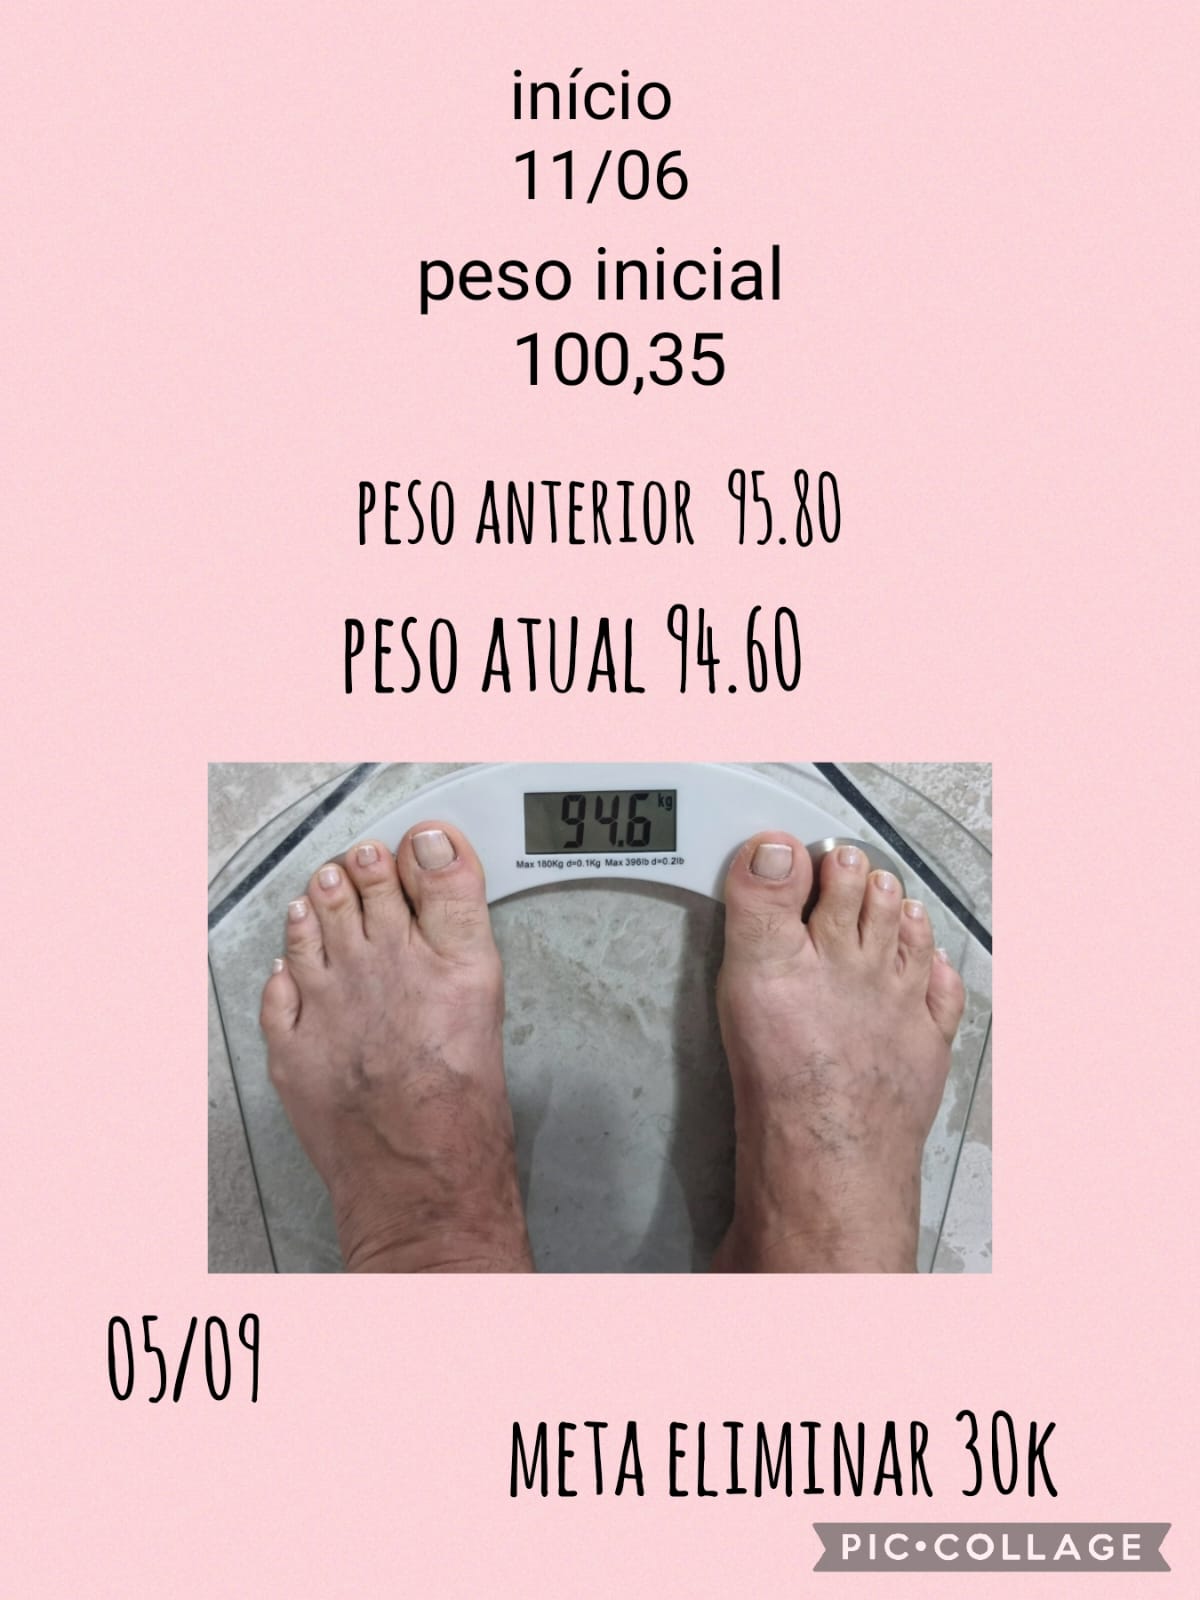 início
11/06
peso inicial
100,35
PESO ANTERIOR 95.80
PESO ATUAL 94.60
94.6 kg
Max 180Kg d=0.1Kg Max 396lb d=0.2lb
05/09
META ELIMINAR 30K
PIC•COLLAGE